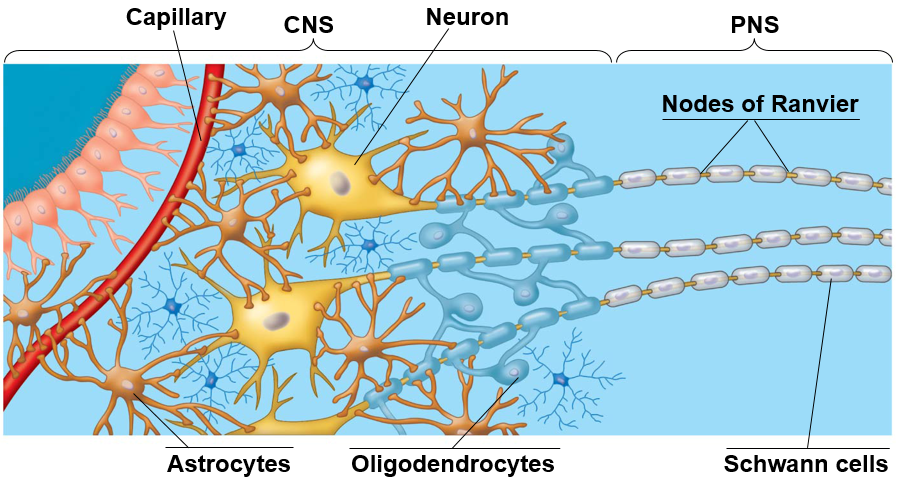 Capillary
CNS
Neuron
PNS
Nodes of Ranvier
Astrocytes
Oligodendrocytes
Schwann cells